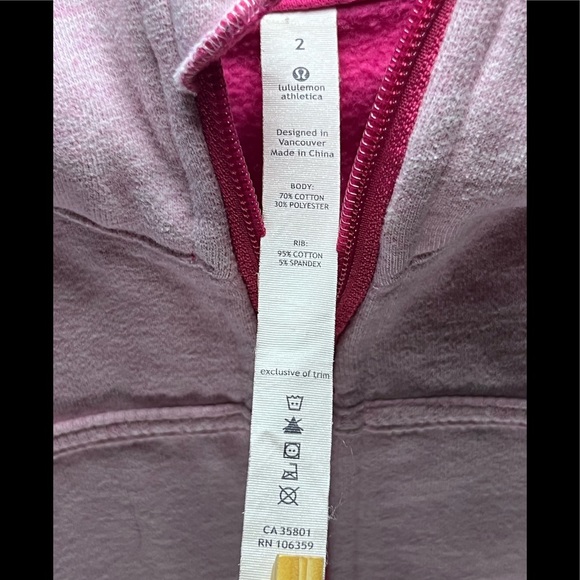 2
lululemon
athletica
Designed in
Vancouver
Made in China
BODY:
70% COTTON
30% POLYESTER
RIB:
95% COTTON
5% SPANDEX
exclusive of trim
CA 35801
RN 106359